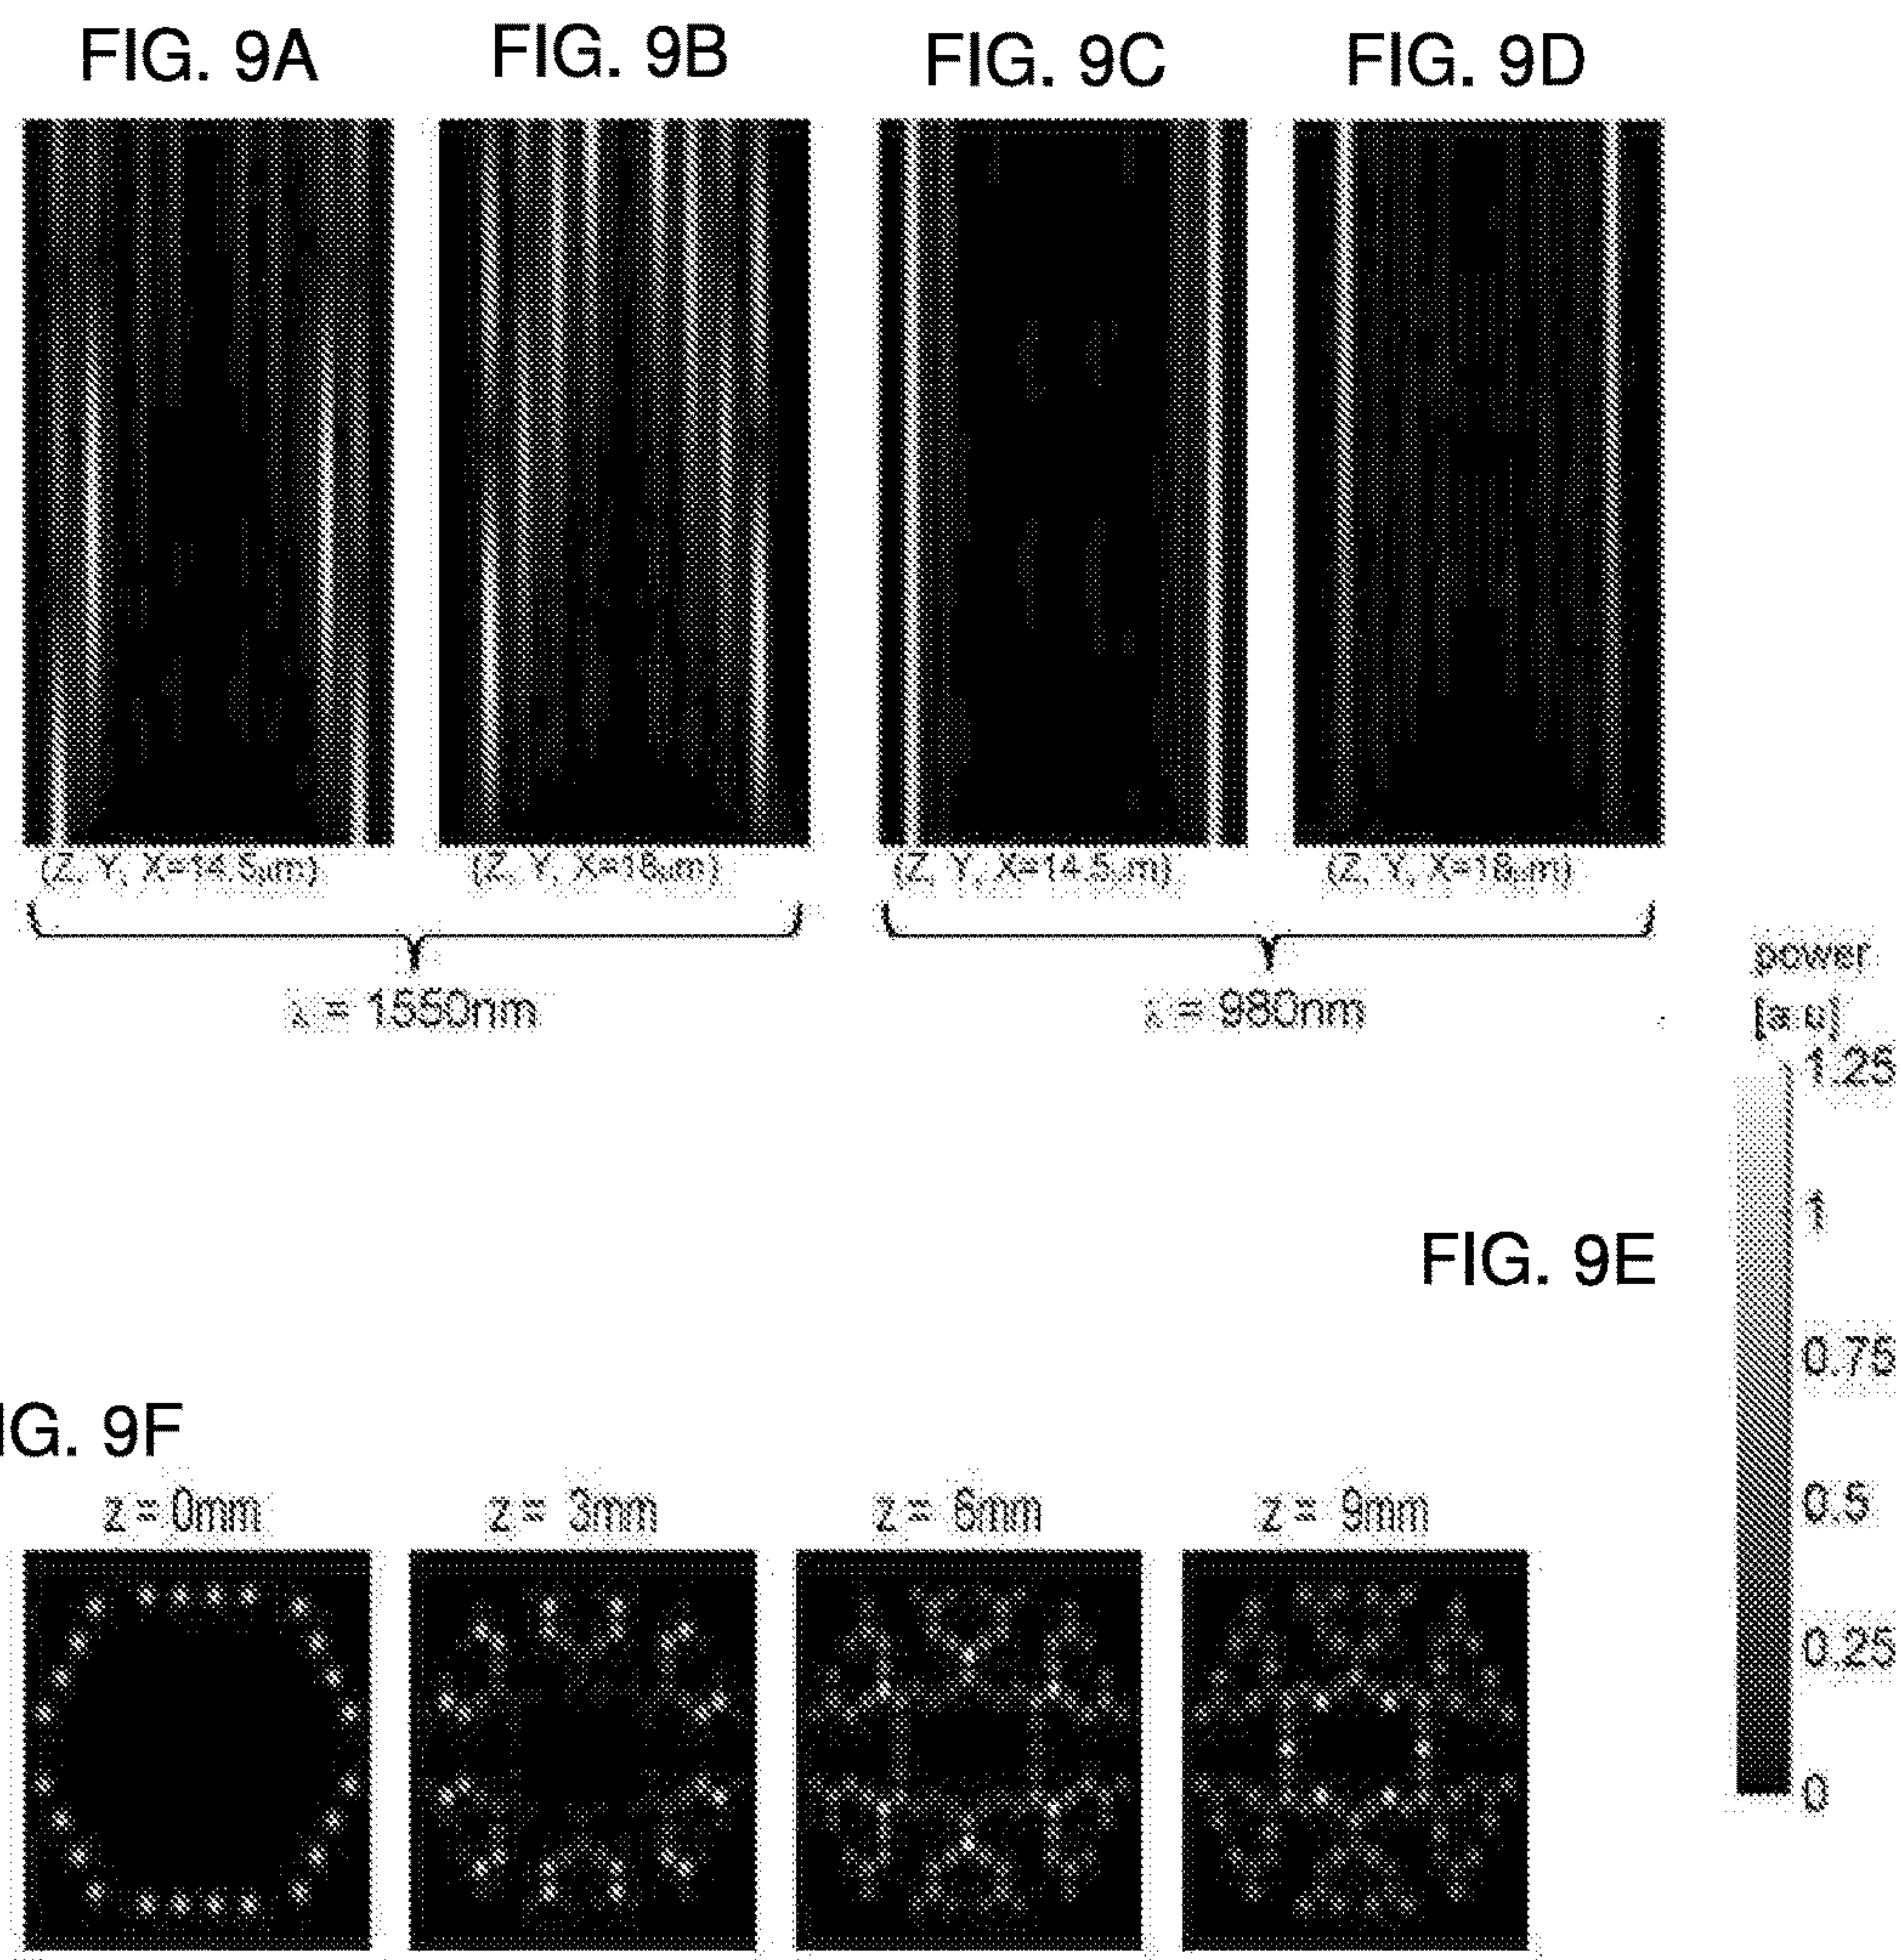 FIG. 9A FIG. 9B FIG. 9C FIG. 9D
(Z, Y, X=14.5μm) (Z, Y, X=18μm) (Z, Y, X=14.5μm) (Z, Y, X=18μm)
λ = 1550nm λ = 980nm
power
[a.u]
1.25
1
FIG. 9E
0.75
IG. 9F
0.5
z = 0mm z = 3mm z = 6mm z = 9mm
0.25
0